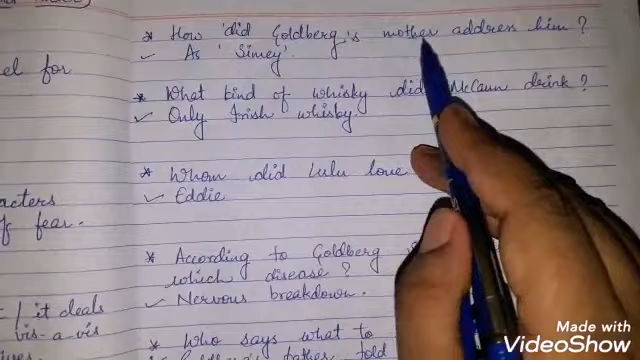 * How did Goldberg's mother address him ?
✓ As 'Simey'.
el for
* What kind of whisky did McCann drink ?
✓ Only Irish whisky.
* Whom did Lulu love
✓ Eddie
acters
of fear.
* According to Goldberg
which disease ?
✓ Nervous breakdown.
/ it deals
vis-a vis
* Who says what to
father told
Made with
VideoShow